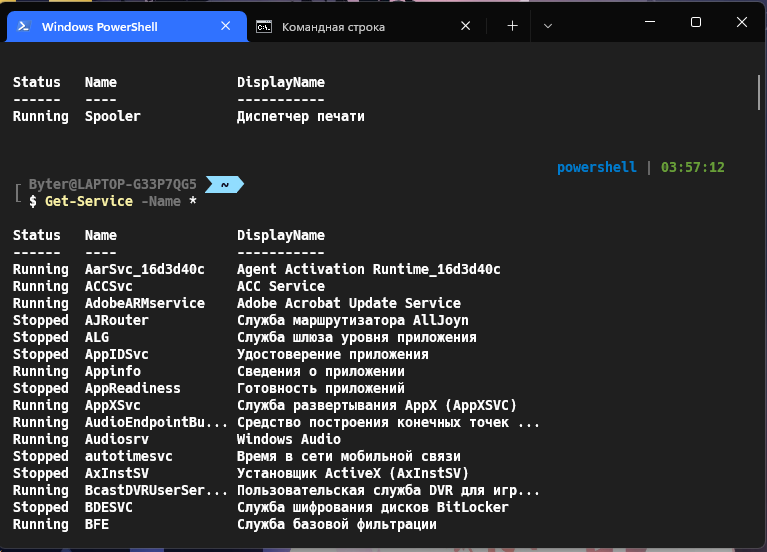 Windows PowerShell
Командная строка
Status Name DisplayName
------ ---- -----------
Running Spooler Диспетчер печати
powershell | 03:57:12
Byter@LAPTOP-G33P7QG5 ~
$ Get-Service -Name *
Status Name DisplayName
------ ---- -----------
Running AarSvc_16d3d40c Agent Activation Runtime_16d3d40c
Running ACCSvc ACC Service
Running AdobeARMservice Adobe Acrobat Update Service
Stopped AJRouter Служба маршрутизатора AllJoyn
Stopped ALG Служба шлюза уровня приложения
Stopped AppIDSvc Удостоверение приложения
Running Appinfo Сведения о приложении
Stopped AppReadiness Готовность приложений
Running AppXSvc Служба развертывания AppX (AppXSVC)
Running AudioEndpointBu... Средство построения конечных точек ...
Running Audiosrv Windows Audio
Stopped autotimesvc Время в сети мобильной связи
Stopped AxInstSV Установщик ActiveX (AxInstSV)
Running BcastDVRUserSer... Пользовательская служба DVR для игр...
Stopped BDESVC Служба шифрования дисков BitLocker
Running BFE Служба базовой фильтрации